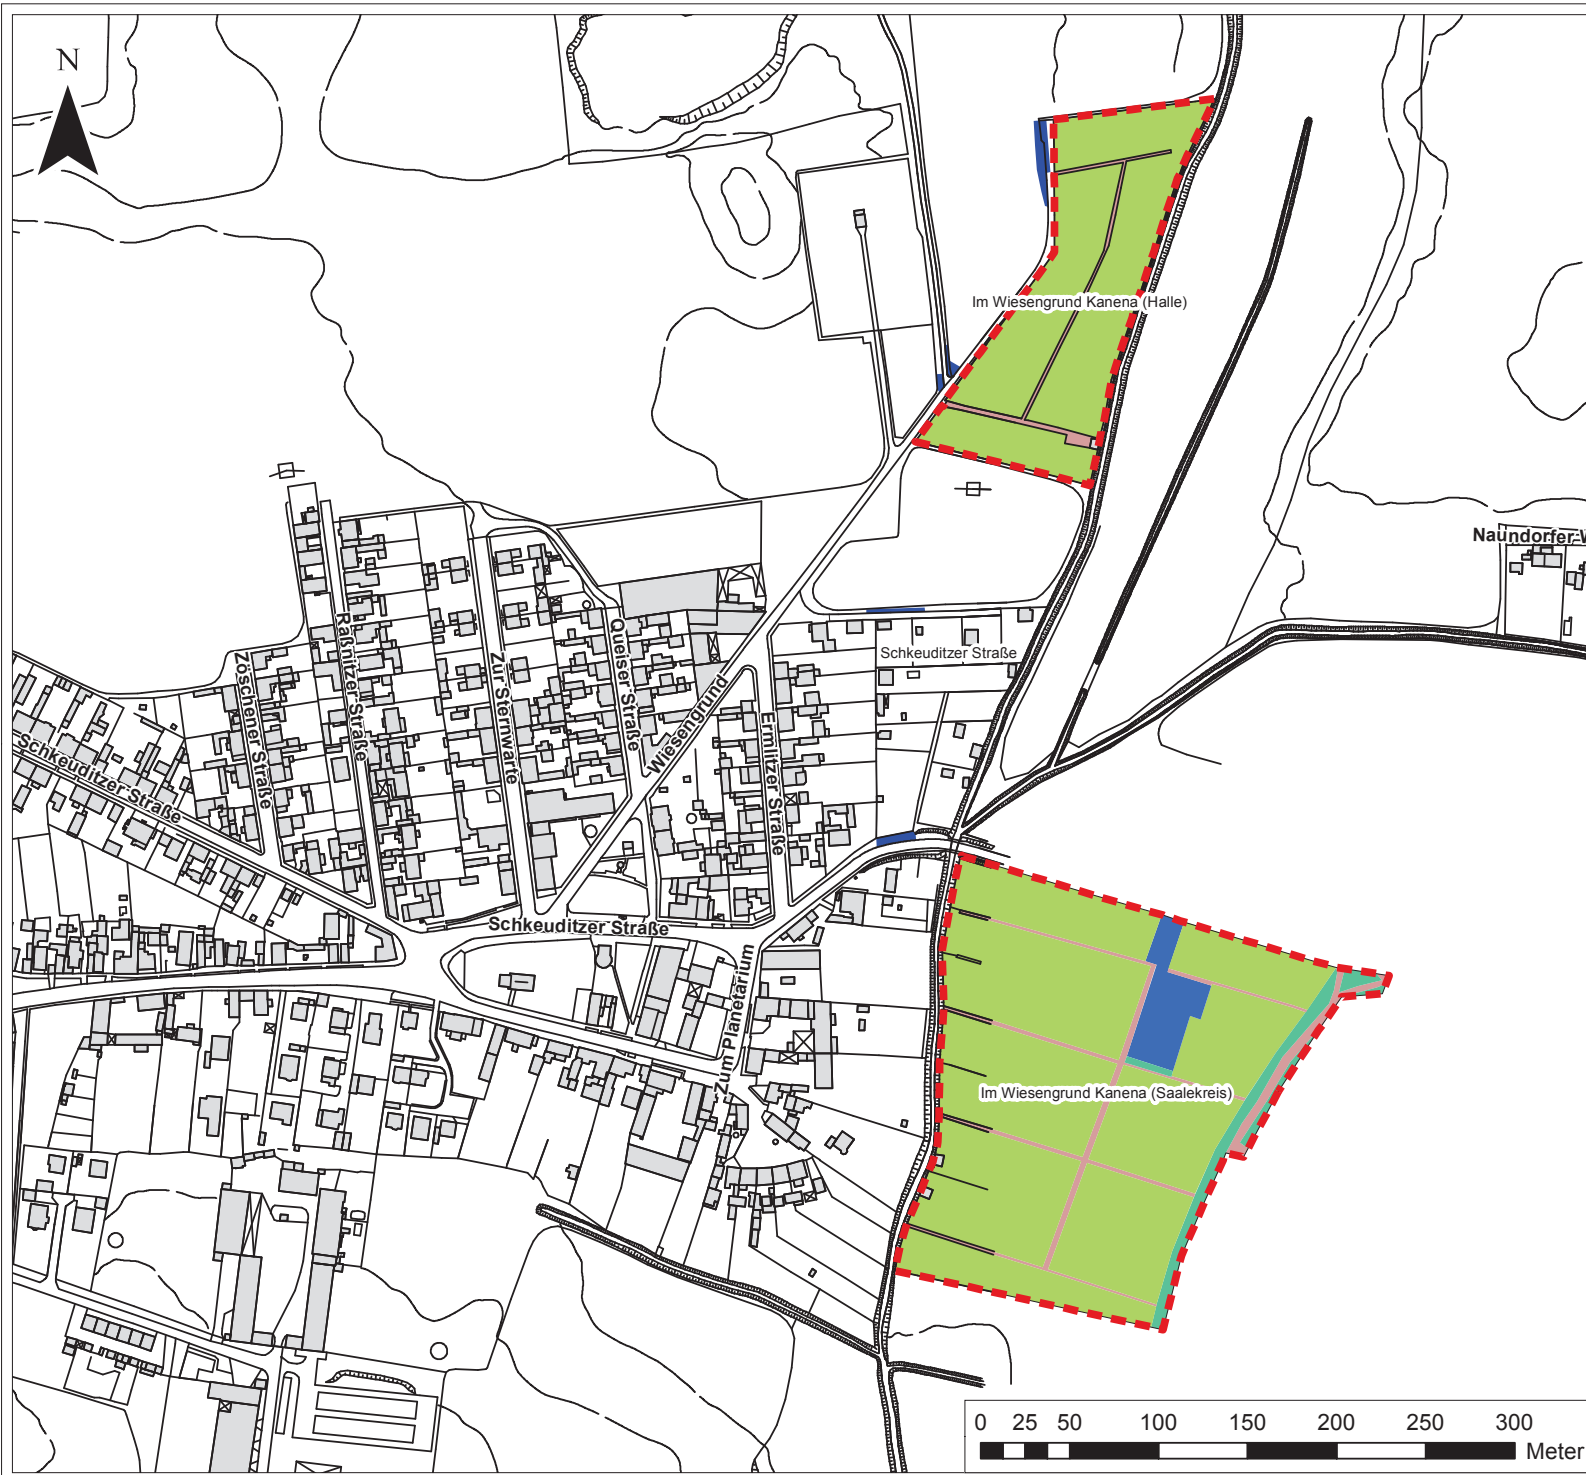 N
Im Wiesengrund Kanena (Halle)
Naundorfer W
Raßnitzer Straße
Queiser Straße
Zöschener Straße
Zur Sternwarte
Schkeuditzer Straße
Wiesengrund
Ermlitzer Straße
Schkeuditzer Straße
Schkeuditzer Straße
Zum Planetarium
Im Wiesengrund Kanena (Saalekreis)
0 25 50 100 150 200 250 300
Meter